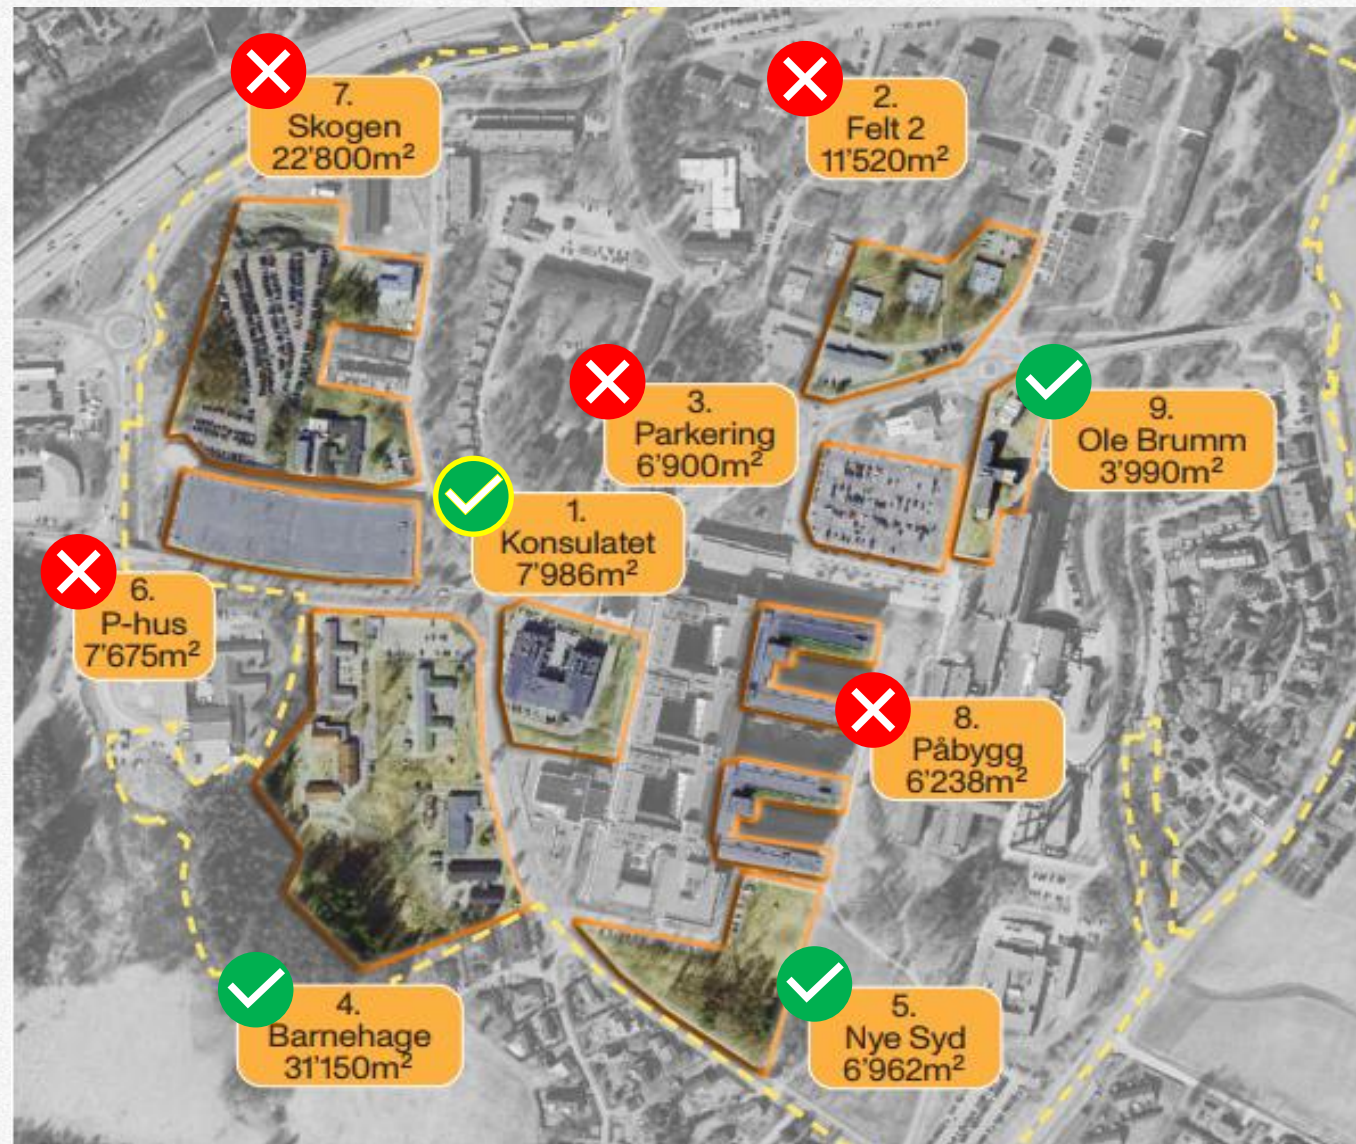 7.
Skogen
22'800m²
2.
Felt 2
11'520m²
3.
Parkering
6'900m²
9.
Ole Brumm
3'990m²
1.
Konsulatet
7'986m²
6.
P-hus
7'675m²
8.
Påbygg
6'238m²
4.
Barnehage
31'150m²
5.
Nye Syd
6'962m²